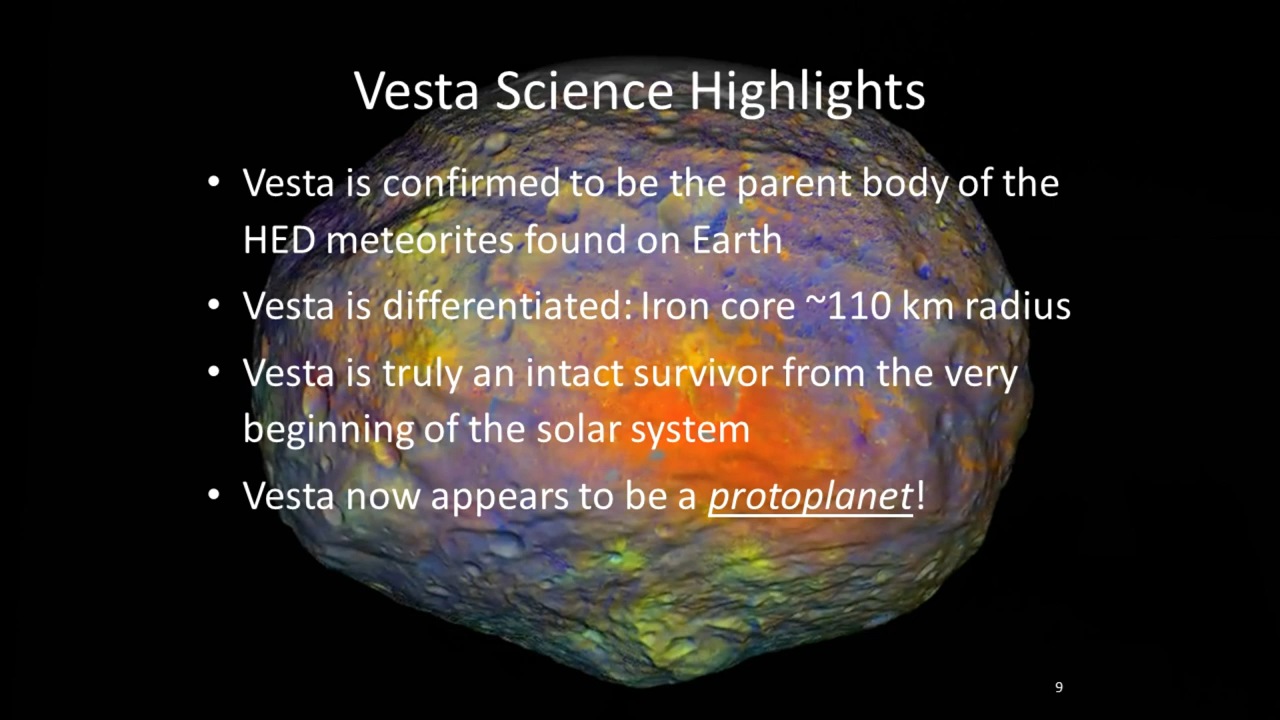 Vesta Science Highlights
• Vesta is confirmed to be the parent body of the
HED meteorites found on Earth
• Vesta is differentiated: Iron core ~110 km radius
• Vesta is truly an intact survivor from the very
beginning of the solar system
• Vesta now appears to be a protoplanet!
9